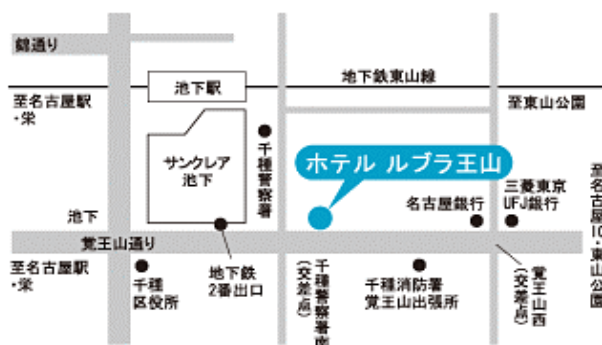 鶴通り
池下駅
地下鉄東山線
至名古屋駅
・栄
至東山公園
サンクレア
池下
千種警察署
ホテル ルブラ王山
名古屋銀行
三菱東京
UFJ銀行
至名古屋IC・東山公園
池下
覚王山通り
至名古屋駅
・栄
千種
区役所
地下鉄
2番出口
千種警察署南
(交差点)
千種消防署
覚王山出張所
覚王山西
(交差点)